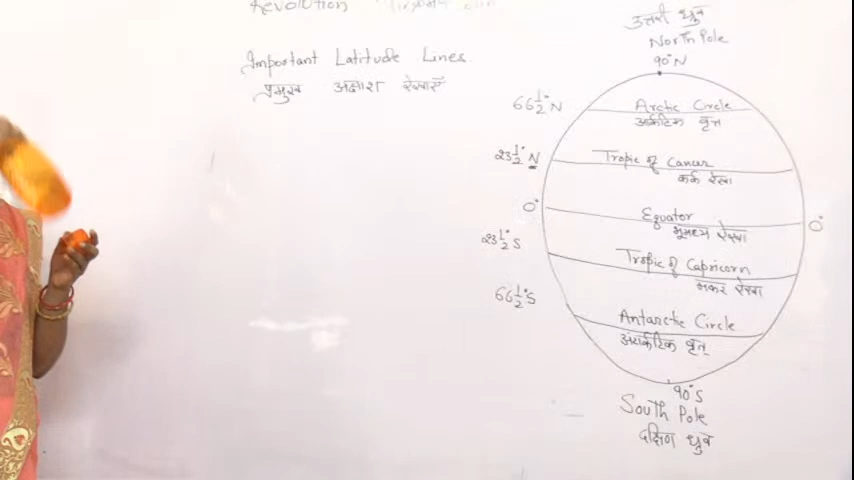 Revolution
Important Latitude Lines.
प्रमुख अक्षांश रेखाएँ
उत्तरी ध्रुव
North Pole
90°N
66½°N
Arctic Circle
आर्कटिक वृत्त
23½°N
Tropic of Cancer
कर्क रेखा
0°
Equator
0°
भूमध्य रेखा
23½°S
Tropic of Capricorn
मकर रेखा
66½°S
Antarctic Circle
अंटार्कटिक वृत्त
90°S
South Pole
दक्षिण ध्रुव